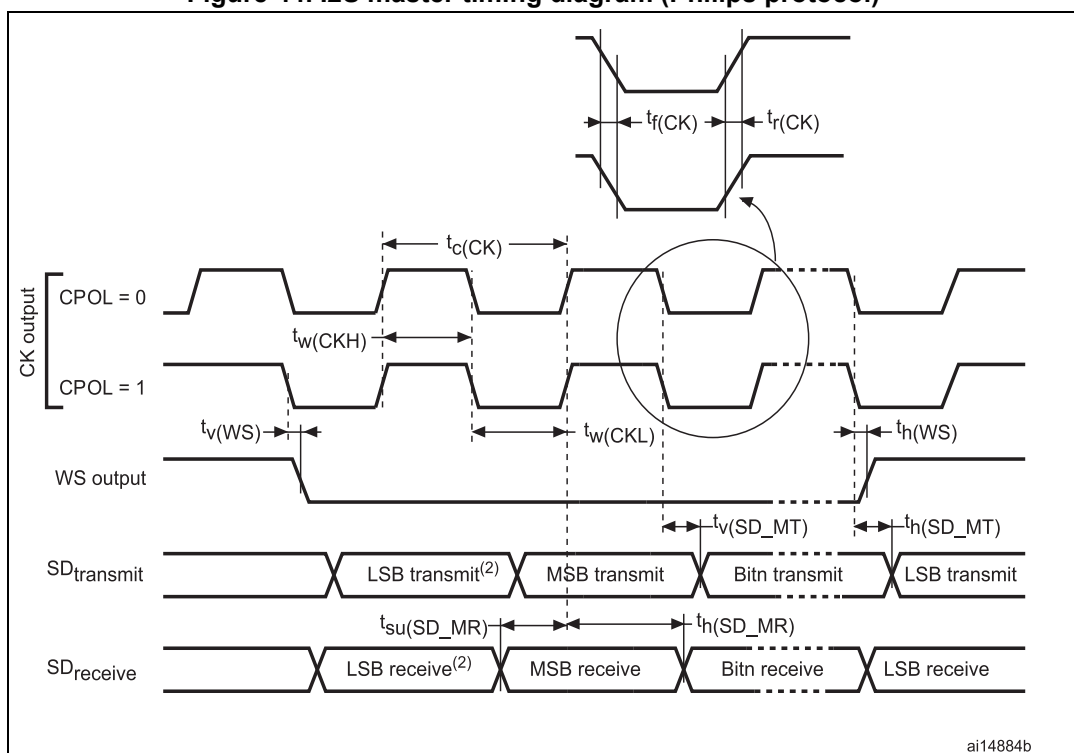 Figure 44. I2S master timing diagram (Philips protocol)
tf(CK)
tr(CK)
tc(CK)
CK output
CPOL = 0
tw(CKH)
CPOL = 1
tv(WS)
tw(CKL)
th(WS)
WS output
tv(SD_MT)
th(SD_MT)
SDtransmit
LSB transmit(2)
MSB transmit
Bitn transmit
LSB transmit
tsu(SD_MR)
th(SD_MR)
SDreceive
LSB receive(2)
MSB receive
Bitn receive
LSB receive
ai14884b